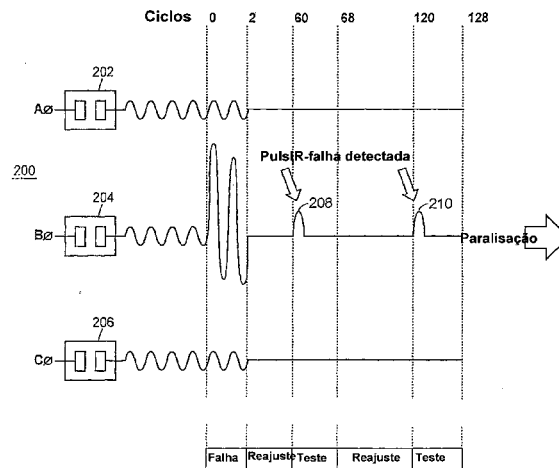 Ciclos 0 2 60 68 120 128
202
AØ
PulsiR-falha detectada
200
204
208
210
BØ
Paralisação
206
CØ
Falha Reajuste Teste Reajuste Teste